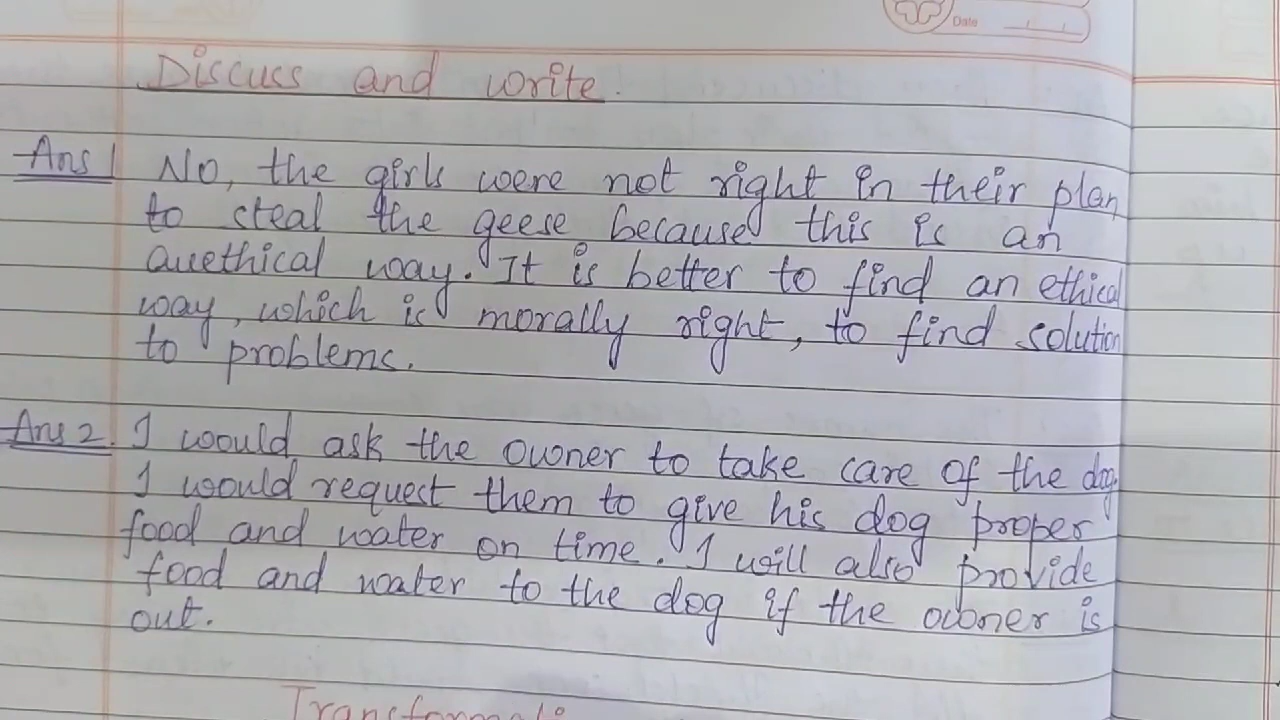 Date
Discuss and write.
Ans 1 No, the girls were not right in their plan
to steal the geese because this is an
auethical way. It is better to find an ethical
way, which is morally right, to find solution
to problems.
Ans 2. I would ask the owner to take care of the dog.
I would request them to give his dog proper
food and water on time. I will also provide
food and water to the dog if the owner is
out.